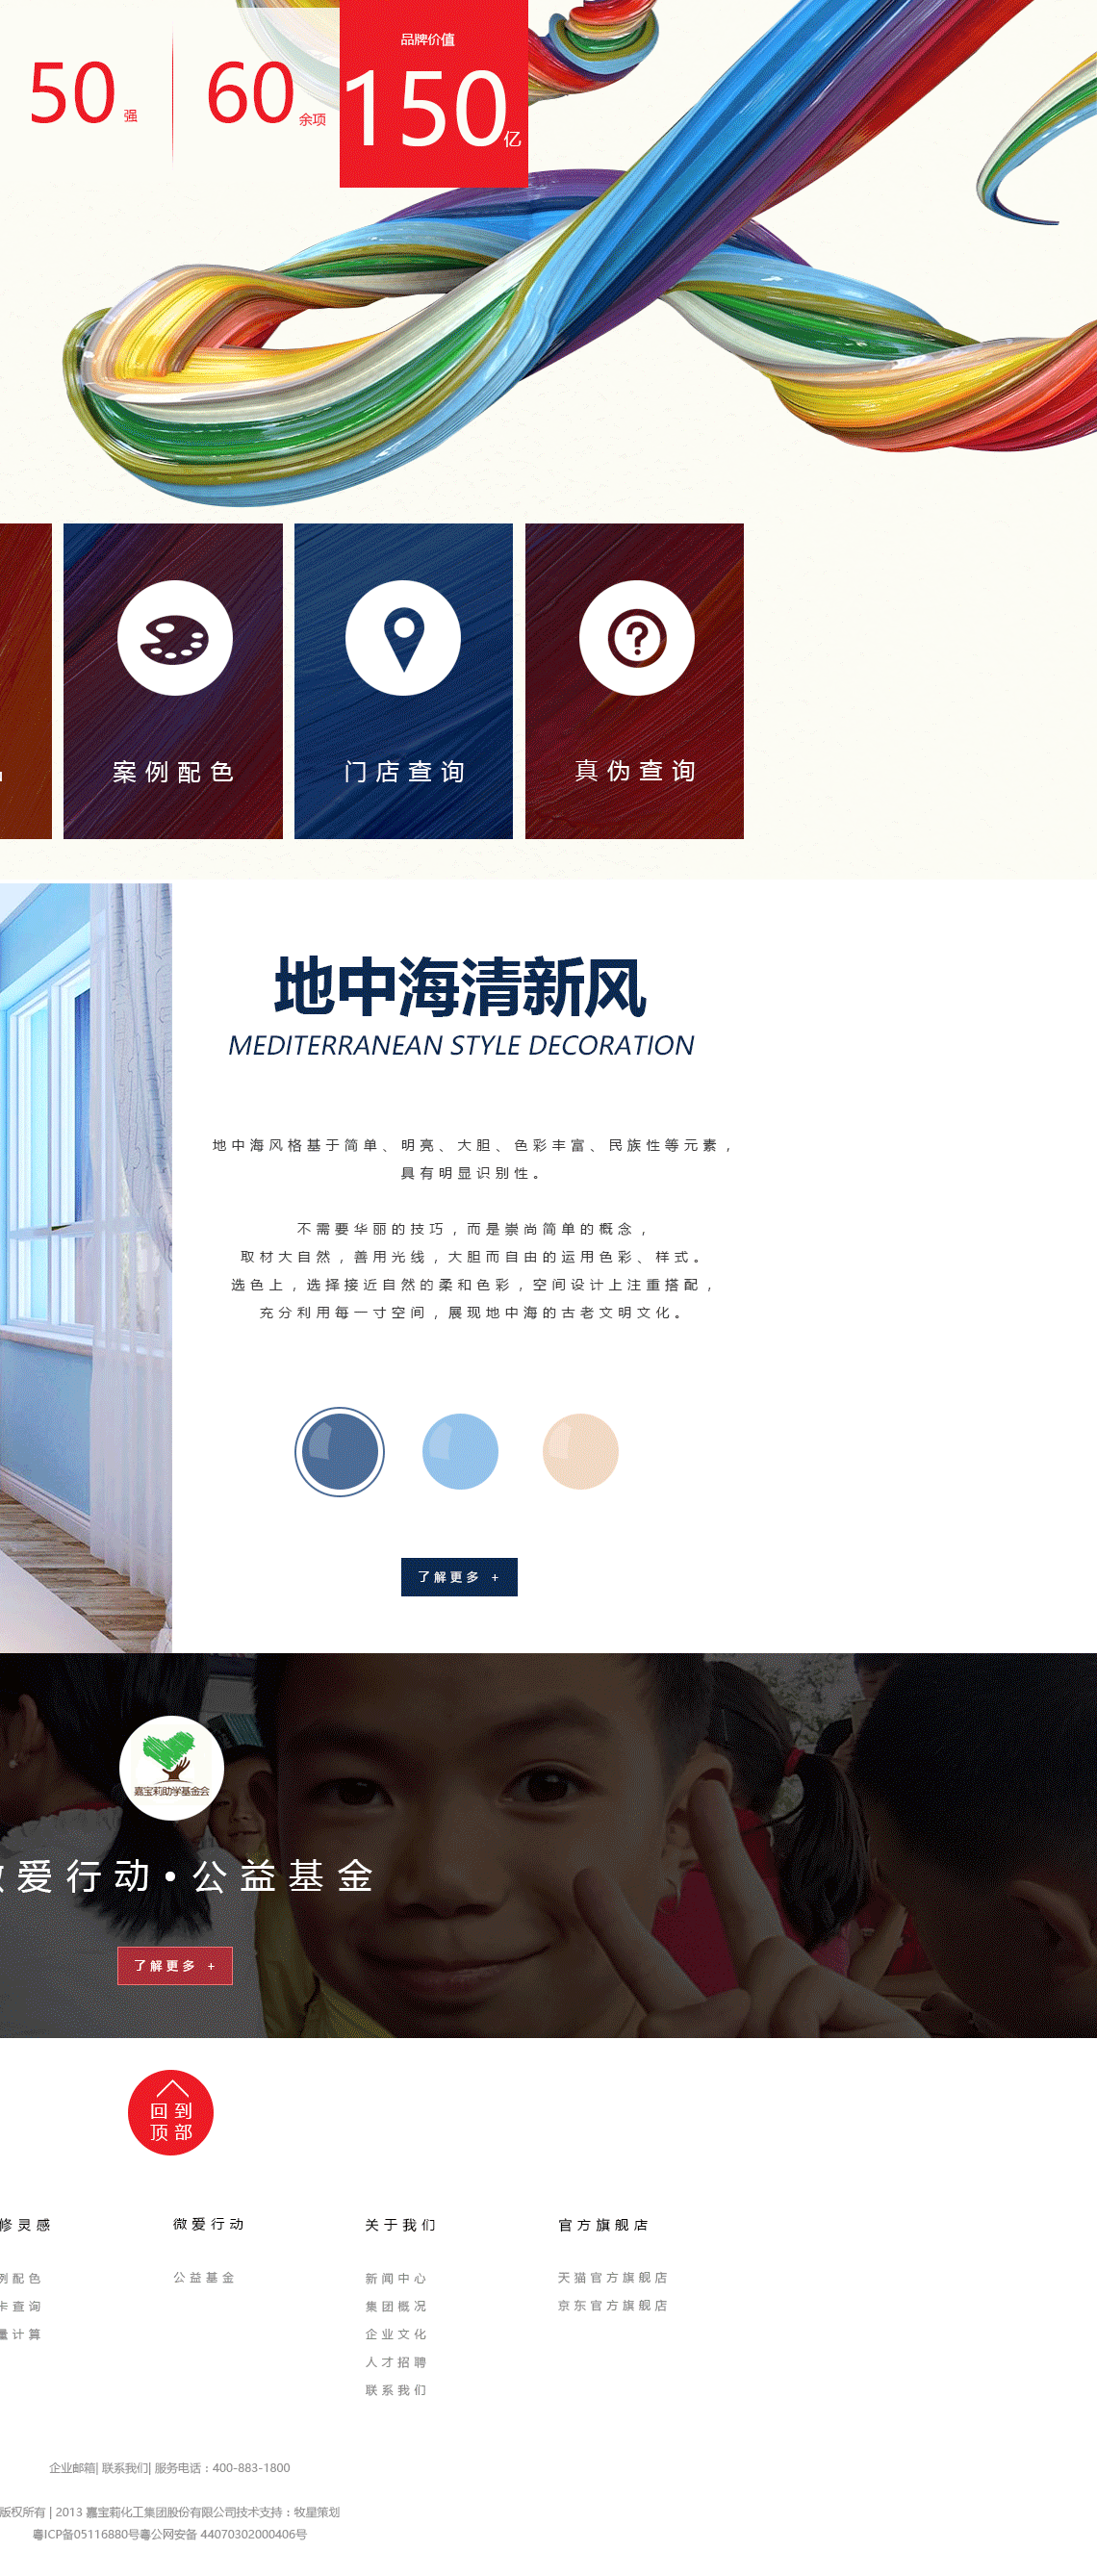 品牌价值
50 强
60 余项
150 亿
案例配色
门店查询
真伪查询
地中海清新风
MEDITERRANEAN STYLE DECORATION
地中海风格基于简单、明亮、大胆、色彩丰富、民族性等元素，
具有明显识别性。
不需要华丽的技巧，而是崇尚简单的概念，
取材大自然，善用光线，大胆而自由的运用色彩、样式。
选色上，选择接近自然的柔和色彩，空间设计上注重搭配，
充分利用每一寸空间，展现地中海的古老文明文化。
了解更多 +
嘉宝莉助学基金会
爱行动•公益基金
了解更多 +
回到
顶部
修灵感
例配色
卡查询
量计算
微爱行动
公益基金
关于我们
新闻中心
集团概况
企业文化
人才招聘
联系我们
官方旗舰店
天猫官方旗舰店
京东官方旗舰店
企业邮箱| 联系我们| 服务电话：400-883-1800
版权所有 | 2013 嘉宝莉化工集团股份有限公司技术支持：牧星策划
粤ICP备05116880号粤公网安备 44070302000406号